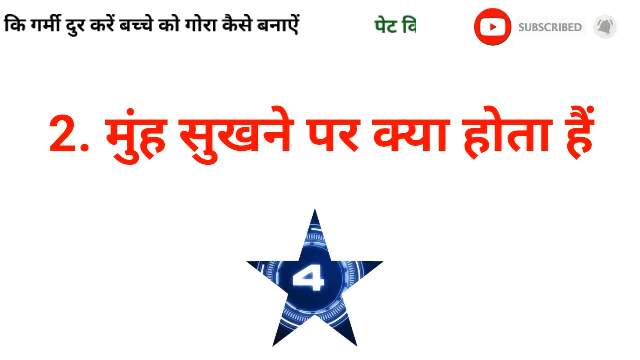 कि गर्मी दुर करें बच्चे को गोरा कैसे बनाऐं पेट वि
SUBSCRIBED
2. मुंह सुखने पर क्या होता हैं
4